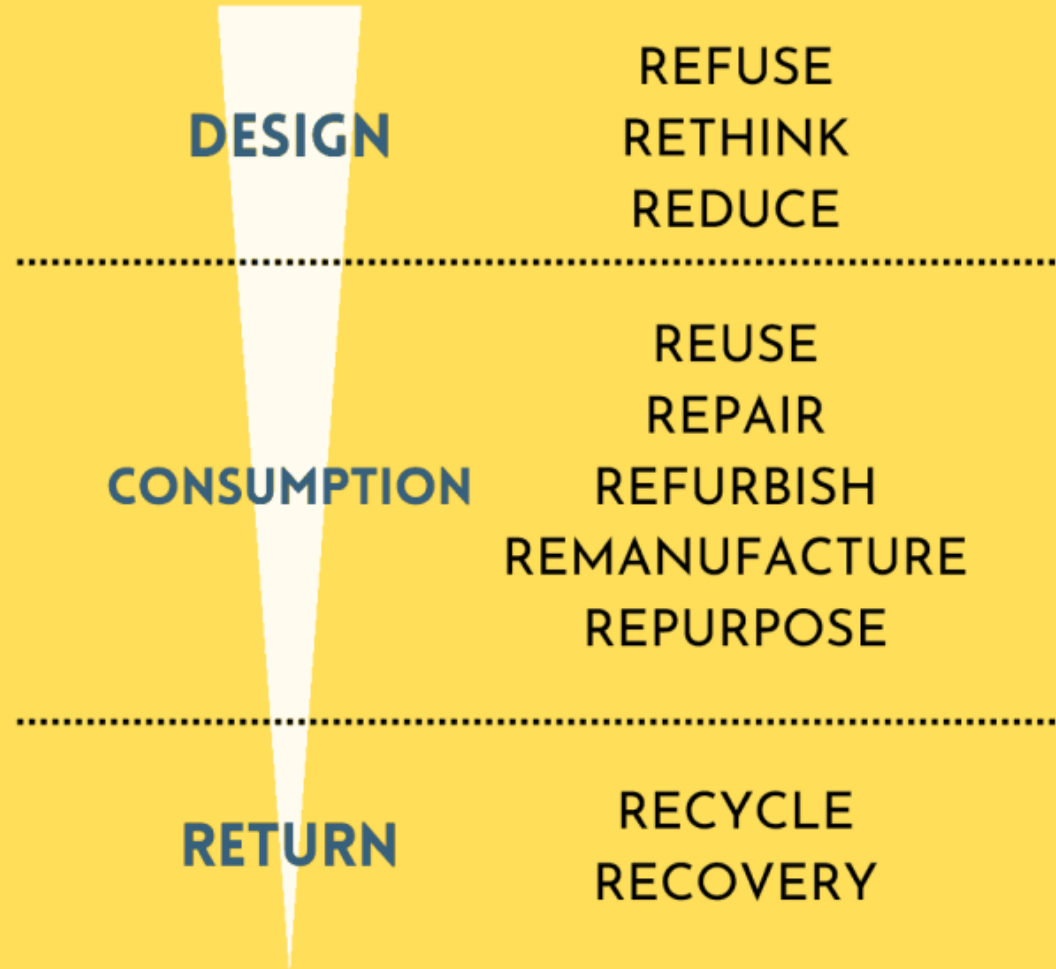 DESIGN
REFUSE
RETHINK
REDUCE
CONSUMPTION
REUSE
REPAIR
REFURBISH
REMANUFACTURE
REPURPOSE
RETURN
RECYCLE
RECOVERY